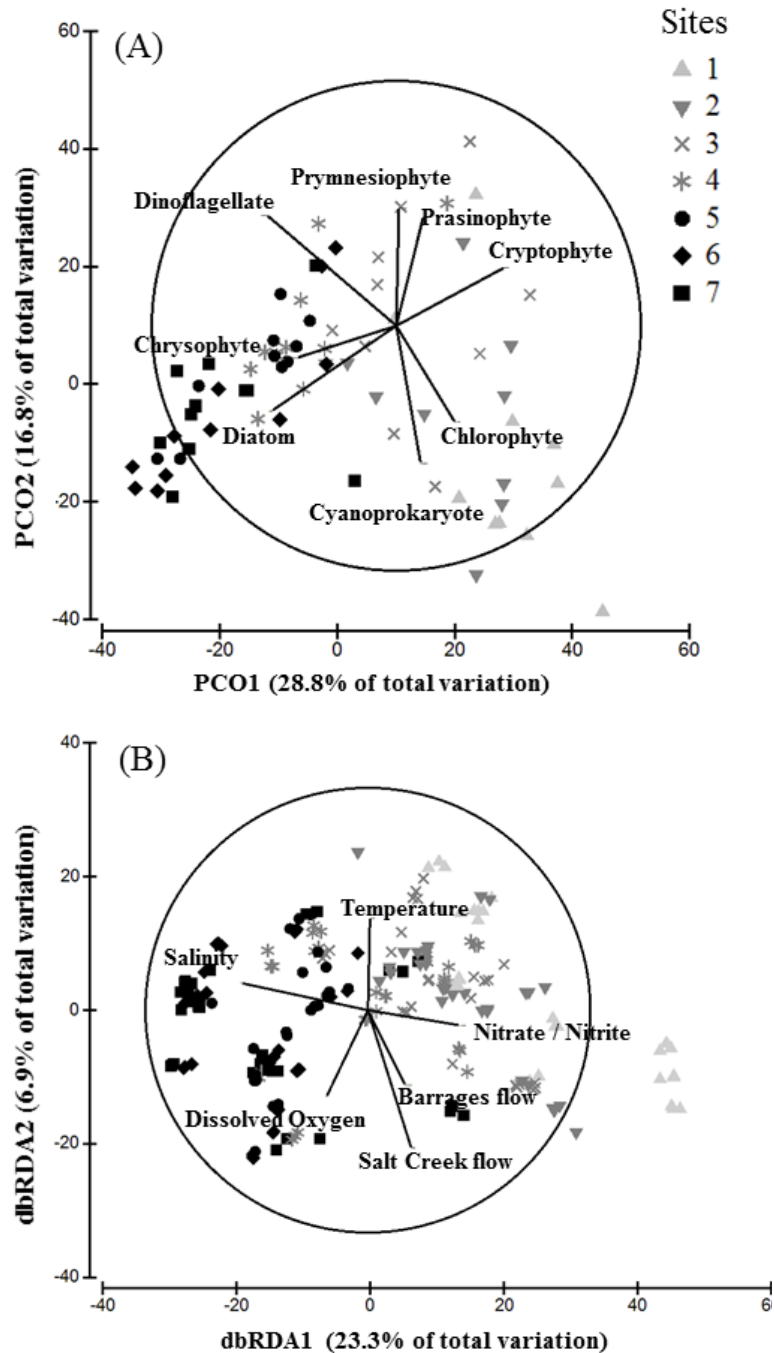 (A)
Sites
1
2
3
4
5
6
7
60
40
20
0
-20
-40
PCO2 (16.8% of total variation)
Prymnesiophyte
Dinoflagellate
Prasinophyte
Cryptophyte
Chrysophyte
Diatom
Chlorophyte
Cyanoprokaryote
-40 -20 0 20 40 60
PCO1 (28.8% of total variation)
(B)
40
20
0
-20
-40
dbRDA2 (6.9% of total variation)
Temperature
Salinity
Nitrate / Nitrite
Barrages flow
Dissolved Oxygen
Salt Creek flow
-40 -20 0 20 40 60
dbRDA1 (23.3% of total variation)